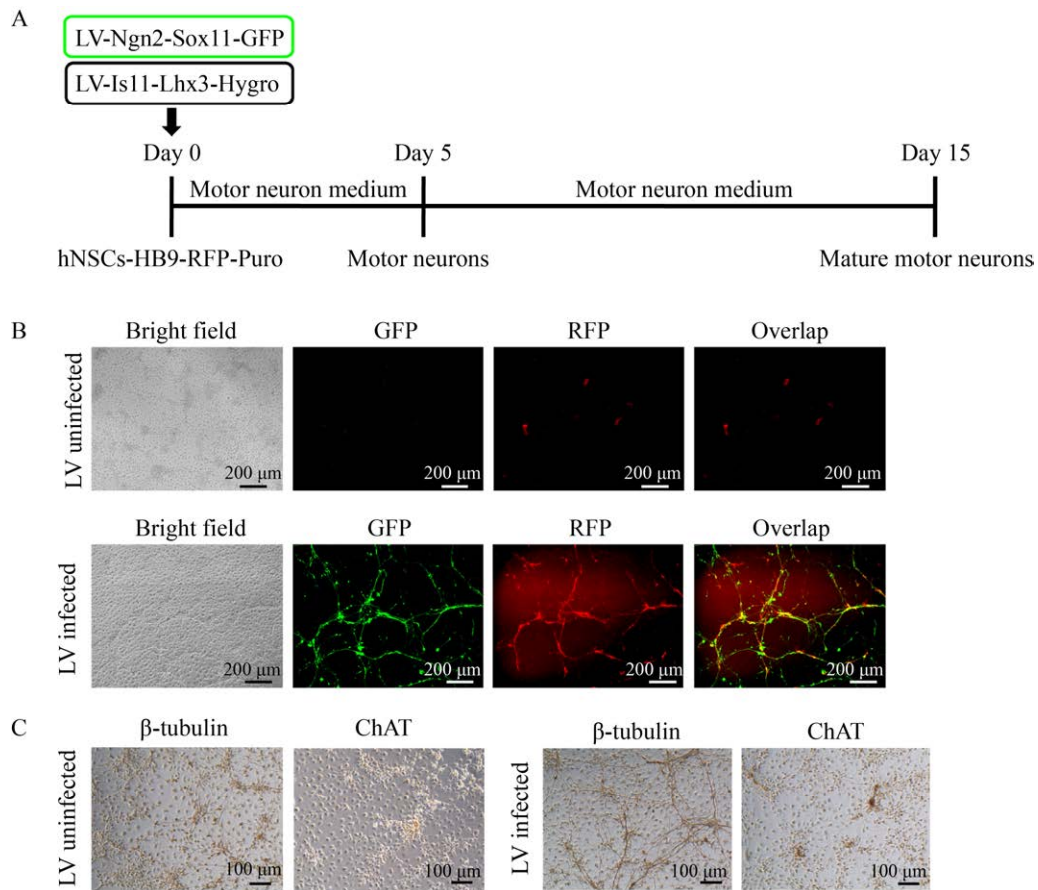 A
LV-Ngn2-Sox11-GFP
LV-Is11-Lhx3-Hygro
Day 0
Day 5
Day 15
Motor neuron medium
Motor neuron medium
hNSCs-HB9-RFP-Puro
Motor neurons
Mature motor neurons
B
Bright field
GFP
RFP
Overlap
LV uninfected
200 μm
200 μm
200 μm
200 μm
Bright field
GFP
RFP
Overlap
LV infected
200 μm
200 μm
200 μm
200 μm
C
β-tubulin
ChAT
β-tubulin
ChAT
LV uninfected
100 μm
100 μm
LV infected
100 μm
100 μm